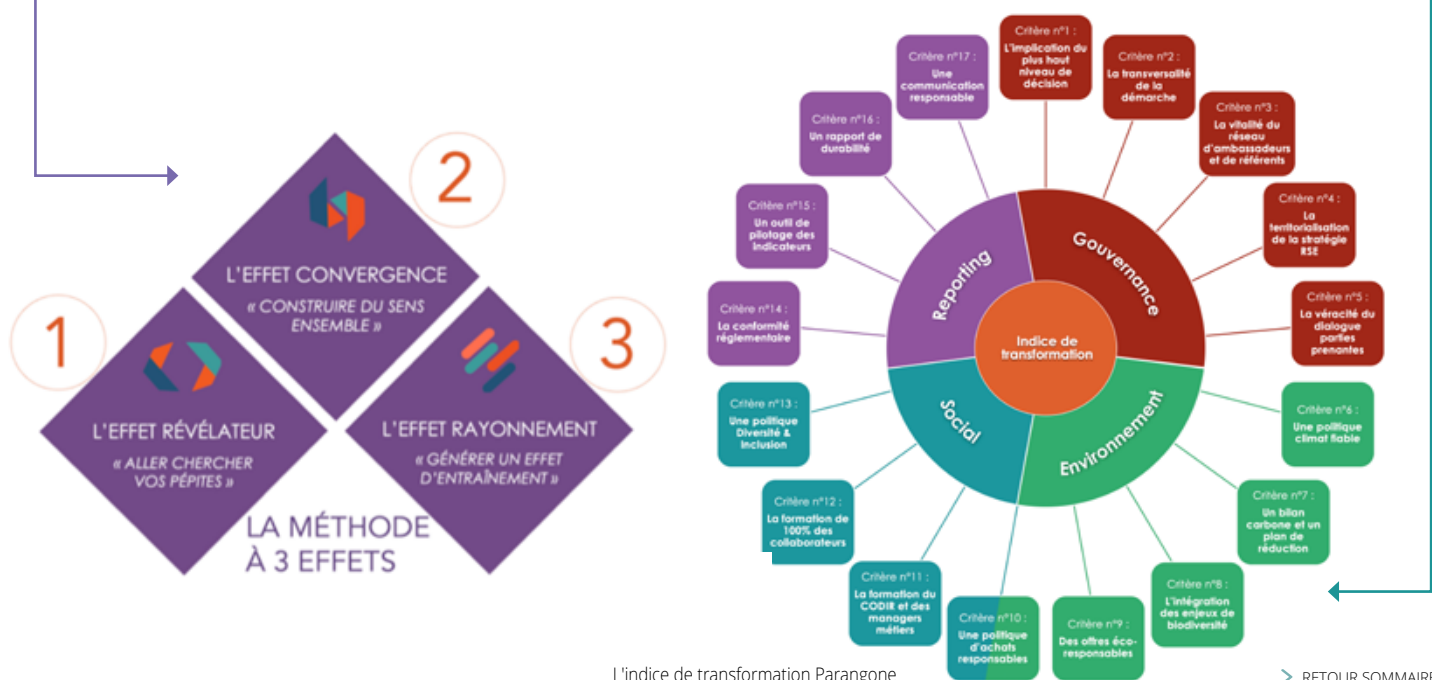 1
L'EFFET RÉVÉLATEUR
« ALLER CHERCHER
VOS PÉPITES »
2
L'EFFET CONVERGENCE
« CONSTRUIRE DU SENS
ENSEMBLE »
3
L'EFFET RAYONNEMENT
« GÉNÉRER UN EFFET
D'ENTRAÎNEMENT »
LA MÉTHODE
À 3 EFFETS
Indice de
transformation
Gouvernance
Environnement
Social
Reporting
Critère n°1 :
L'implication du
plus haut
niveau de
décision
Critère n°2 :
La transversalité
de la
démarche
Critère n°3 :
La vitalité du
réseau
d'ambassadeurs
et de référents
Critère n°4 :
La
territorialisation
de la stratégie
RSE
Critère n°5 :
La véracité du
dialogue
parties
prenantes
Critère n°6 :
Une politique
climat fiable
Critère n°7 :
Un bilan
carbone et un
plan de
réduction
Critère n°8 :
L'intégration
des enjeux de
biodiversité
Critère n°9 :
Des offres éco-
responsables
Critère n°10 :
Une politique
d'achats
responsables
Critère n°11 :
La formation du
CODIR et des
managers
métiers
Critère n°12 :
La formation de
100% des
collaborateurs
Critère n°13 :
Une politique
Diversité &
Inclusion
Critère n°14 :
La conformité
réglementaire
Critère n°15 :
Un outil de
pilotage des
indicateurs
Critère n°16 :
Un rapport de
durabilité
Critère n°17 :
Une
communication
responsable
L'indice de transformation Parangone
> RETOUR SOMMAIRE